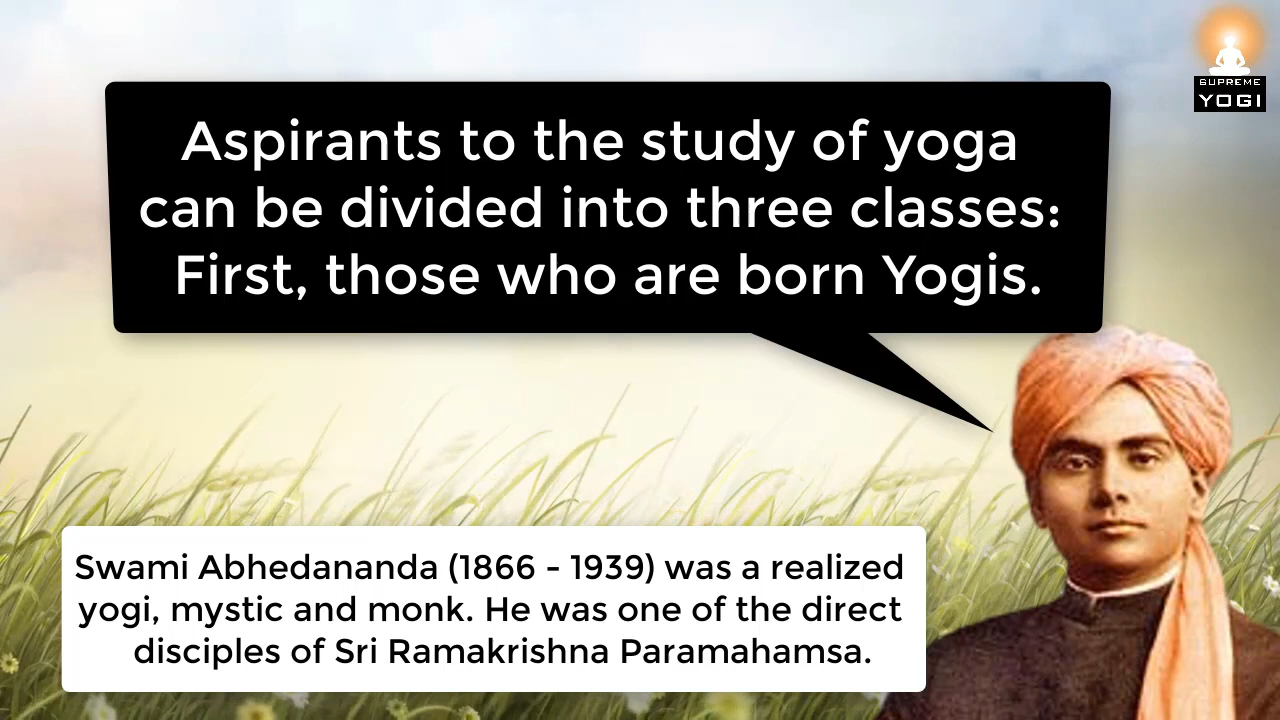 SUPREME
YOGI
Aspirants to the study of yoga
can be divided into three classes:
First, those who are born Yogis.
Swami Abhedananda (1866 - 1939) was a realized
yogi, mystic and monk. He was one of the direct
disciples of Sri Ramakrishna Paramahamsa.